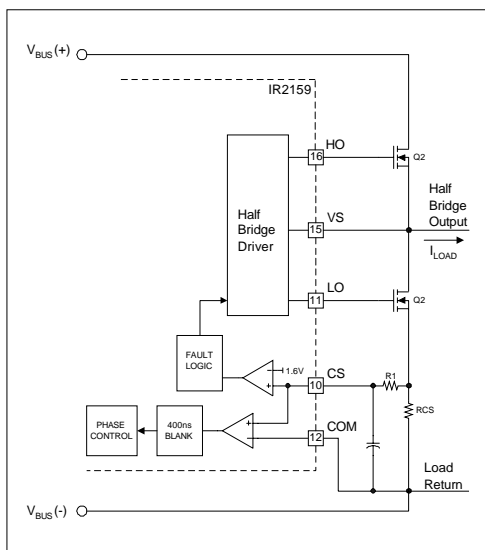 V_BUS(+)
IR2159
HO
16
Q2
Half
Bridge
Driver
VS
15
Half
Bridge
Output
I_LOAD
LO
11
Q2
FAULT
LOGIC
1.6V
CS
10
R1
RCS
PHASE
CONTROL
400ns
BLANK
COM
12
Load
Return
V_BUS(-)